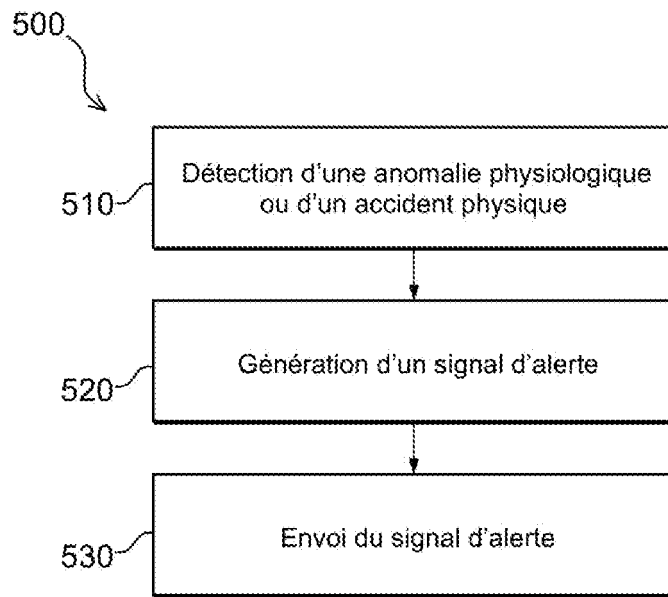 500
510
Détection d'une anomalie physiologique
ou d'un accident physique
520
Génération d'un signal d'alerte
530
Envoi du signal d'alerte